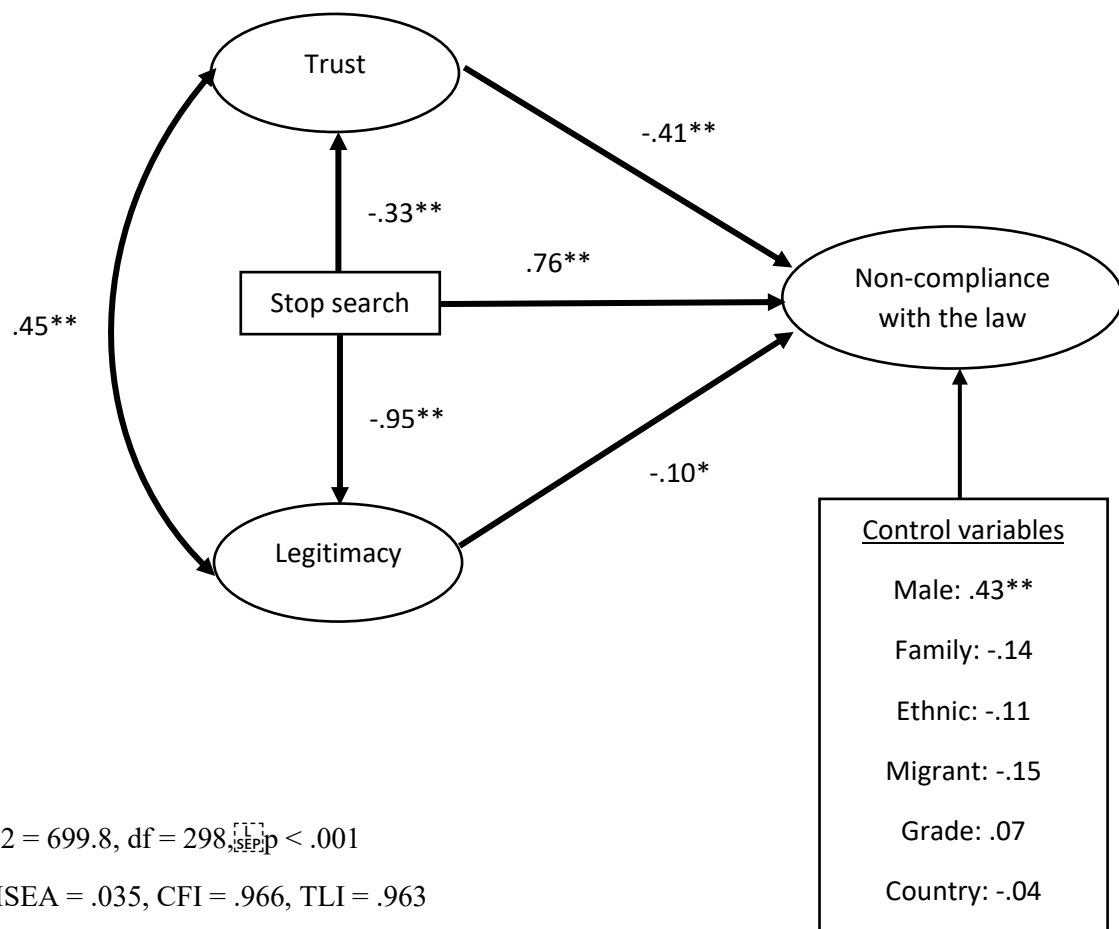 Trust
-.41**
-.33**
.76**
Non-compliance
with the law
Stop search
.45**
-.95**
-.10*
Legitimacy
Control variables
Male: .43**
Family: -.14
Ethnic: -.11
Migrant: -.15
Grade: .07
Country: -.04
2 = 699.8, df = 298, L SEP p < .001
SEA = .035, CFI = .966, TLI = .963